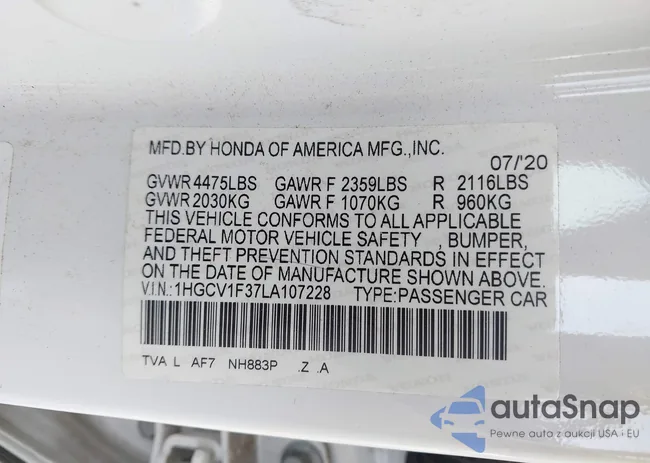 MFD.BY HONDA OF AMERICA MFG.,INC.
07/'20
GVWR 4475LBS GAWR F 2359LBS R 2116LBS
GVWR 2030KG GAWR F 1070KG R 960KG
THIS VEHICLE CONFORMS TO ALL APPLICABLE
FEDERAL MOTOR VEHICLE SAFETY , BUMPER,
AND THEFT PREVENTION STANDARDS IN EFFECT
ON THE DATE OF MANUFACTURE SHOWN ABOVE.
V.I.N.:1HGCV1F37LA107228 TYPE:PASSENGER CAR
TVA L AF7 NH883P .Z .A
autaSnap
Pewne auta z aukcji USA i EU